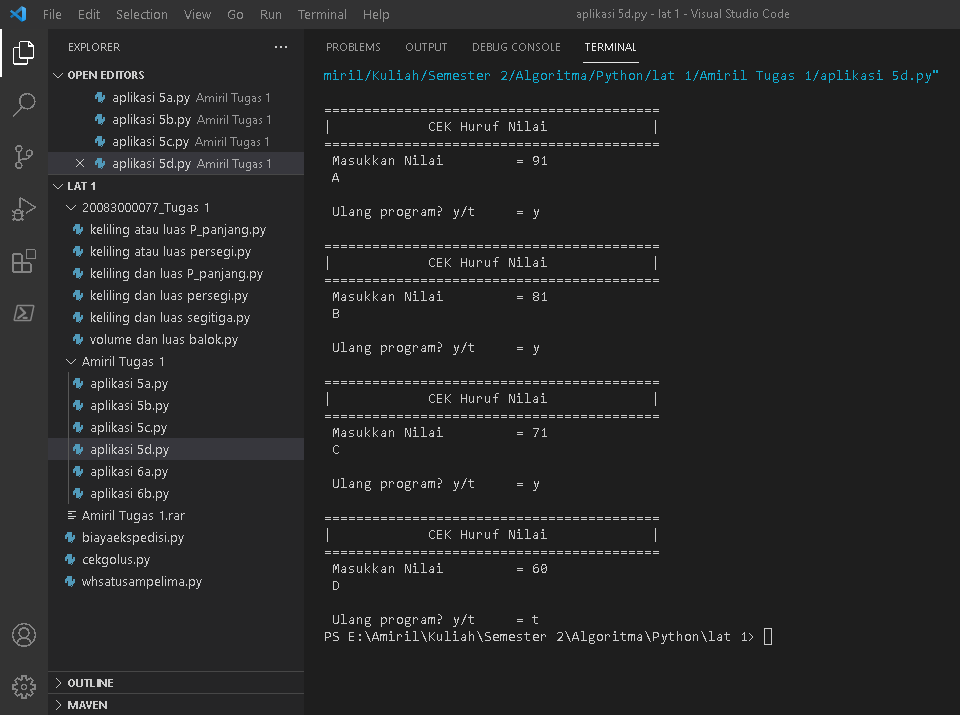 File Edit Selection View Go Run Terminal Help
aplikasi 5d.py - lat 1 - Visual Studio Code
EXPLORER
OPEN EDITORS
aplikasi 5a.py Amiril Tugas 1
aplikasi 5b.py Amiril Tugas 1
aplikasi 5c.py Amiril Tugas 1
aplikasi 5d.py Amiril Tugas 1
LAT 1
20083000077_Tugas 1
keliling atau luas P_panjang.py
keliling atau luas persegi.py
keliling dan luas P_panjang.py
keliling dan luas persegi.py
keliling dan luas segitiga.py
volume dan luas balok.py
Amiril Tugas 1
aplikasi 5a.py
aplikasi 5b.py
aplikasi 5c.py
aplikasi 5d.py
aplikasi 6a.py
aplikasi 6b.py
Amiril Tugas 1.rar
biayaekspedisi.py
cekgolus.py
whsatusampelima.py
OUTLINE
MAVEN
PROBLEMS OUTPUT DEBUG CONSOLE TERMINAL
miril/Kuliah/Semester 2/Algoritma/Python/lat 1/Amiril Tugas 1/aplikasi 5d.py"
==========================================
| CEK Huruf Nilai |
==========================================
Masukkan Nilai = 91
A
Ulang program? y/t = y
==========================================
| CEK Huruf Nilai |
==========================================
Masukkan Nilai = 81
B
Ulang program? y/t = y
==========================================
| CEK Huruf Nilai |
==========================================
Masukkan Nilai = 71
C
Ulang program? y/t = y
==========================================
| CEK Huruf Nilai |
==========================================
Masukkan Nilai = 60
D
Ulang program? y/t = t
PS E:\Amiril\Kuliah\Semester 2\Algoritma\Python\lat 1>